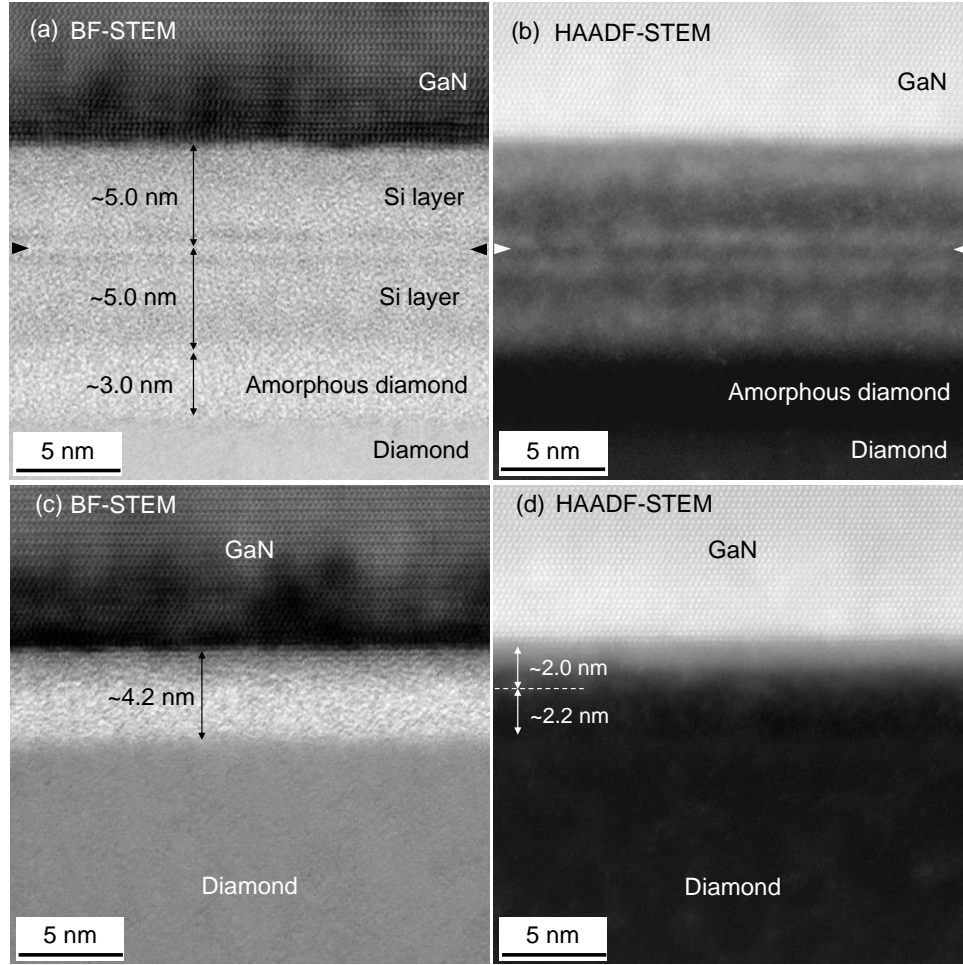 (a) BF-STEM
GaN
~5.0 nm
Si layer
~5.0 nm
Si layer
~3.0 nm
Amorphous diamond
5 nm
Diamond
(b) HAADF-STEM
GaN
Amorphous diamond
5 nm
Diamond
(c) BF-STEM
GaN
~4.2 nm
Diamond
5 nm
(d) HAADF-STEM
GaN
~2.0 nm
~2.2 nm
Diamond
5 nm